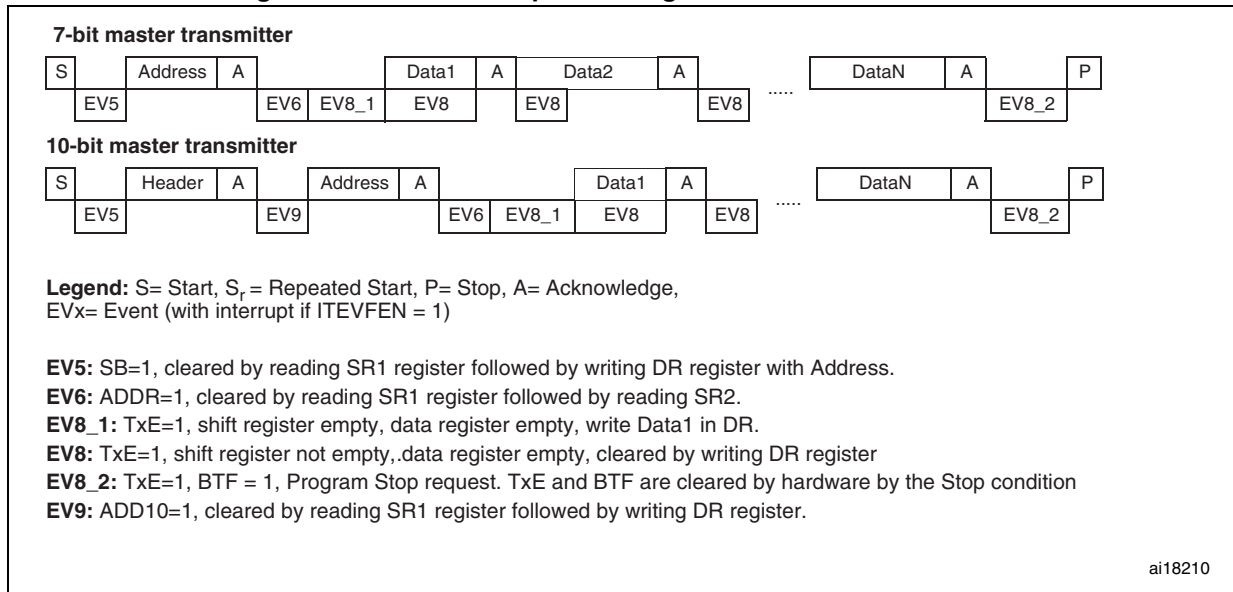 7-bit master transmitter
S Address A Data1 A Data2 A ..... DataN A P
EV5 EV6 EV8_1 EV8 EV8 EV8 EV8_2
10-bit master transmitter
S Header A Address A Data1 A ..... DataN A P
EV5 EV9 EV6 EV8_1 EV8 EV8 EV8_2
Legend: S= Start, Sr = Repeated Start, P= Stop, A= Acknowledge,
EVx= Event (with interrupt if ITEVFEN = 1)
EV5: SB=1, cleared by reading SR1 register followed by writing DR register with Address.
EV6: ADDR=1, cleared by reading SR1 register followed by reading SR2.
EV8_1: TxE=1, shift register empty, data register empty, write Data1 in DR.
EV8: TxE=1, shift register not empty,.data register empty, cleared by writing DR register
EV8_2: TxE=1, BTF = 1, Program Stop request. TxE and BTF are cleared by hardware by the Stop condition
EV9: ADD10=1, cleared by reading SR1 register followed by writing DR register.
ai18210